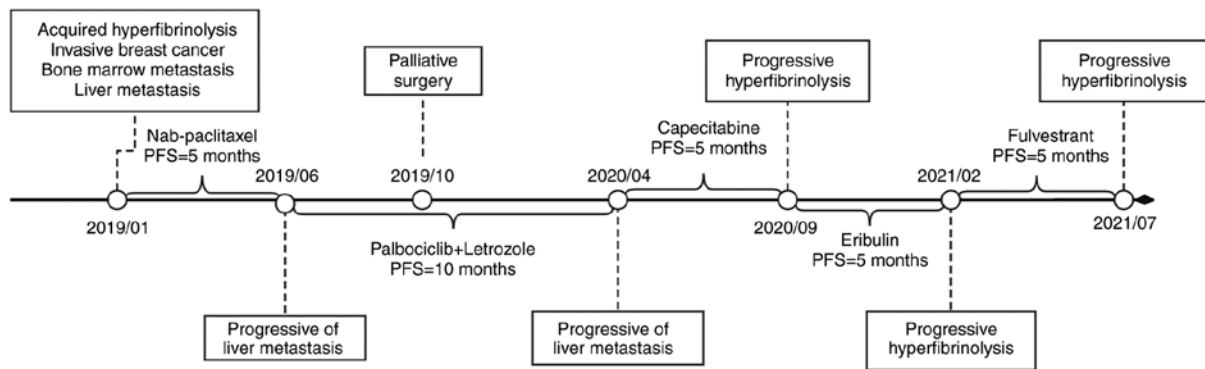 Acquired hyperfibrinolysis
Invasive breast cancer
Bone marrow metastasis
Liver metastasis
Palliative
surgery
Progressive
hyperfibrinolysis
Progressive
hyperfibrinolysis
Nab-paclitaxel
PFS=5 months
Capecitabine
PFS=5 months
Fulvestrant
PFS=5 months
2019/06
2019/10
2020/04
2021/02
2019/01
2020/09
2021/07
Palbociclib+Letrozole
PFS=10 months
Eribulin
PFS=5 months
Progressive of
liver metastasis
Progressive of
liver metastasis
Progressive
hyperfibrinolysis